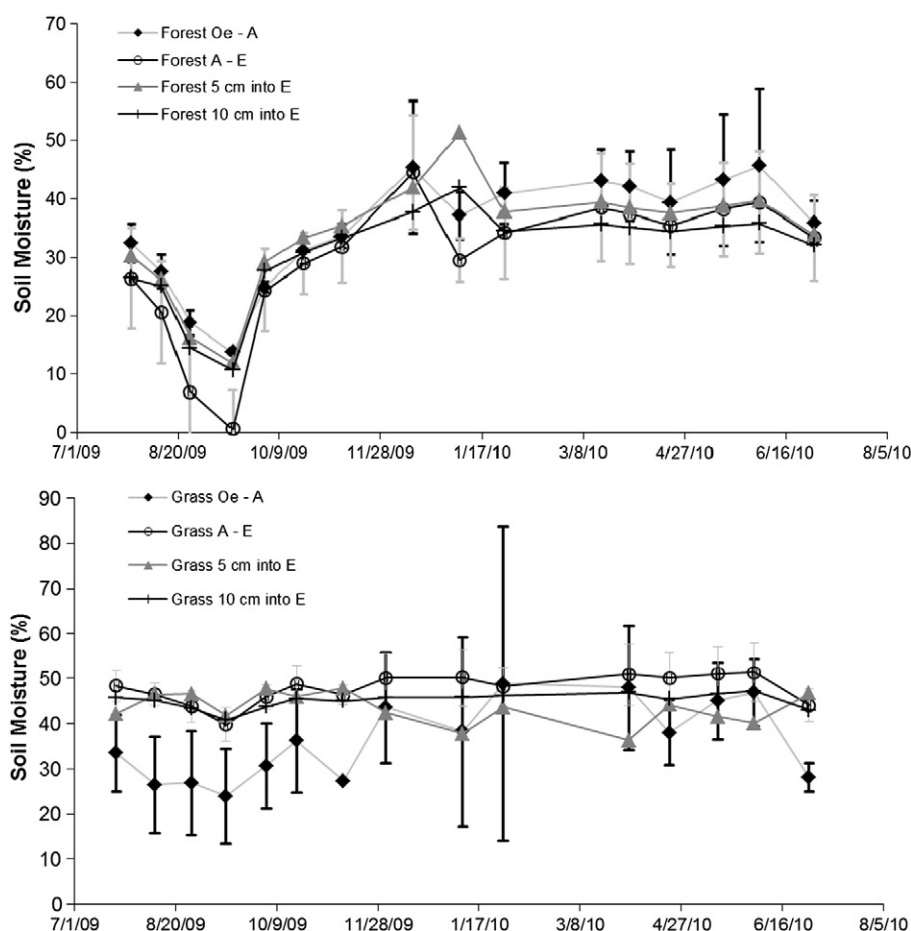 70
60
50
40
30
20
10
0
Soil Moisture (%)
Forest Oe - A
Forest A - E
Forest 5 cm into E
Forest 10 cm into E
7/1/09 8/20/09 10/9/09 11/28/09 1/17/10 3/8/10 4/27/10 6/16/10 8/5/10
90
80
70
60
50
40
30
20
10
0
Soil Moisture (%)
Grass Oe - A
Grass A - E
Grass 5 cm into E
Grass 10 cm into E
7/1/09 8/20/09 10/9/09 11/28/09 1/17/10 3/8/10 4/27/10 6/16/10 8/5/10